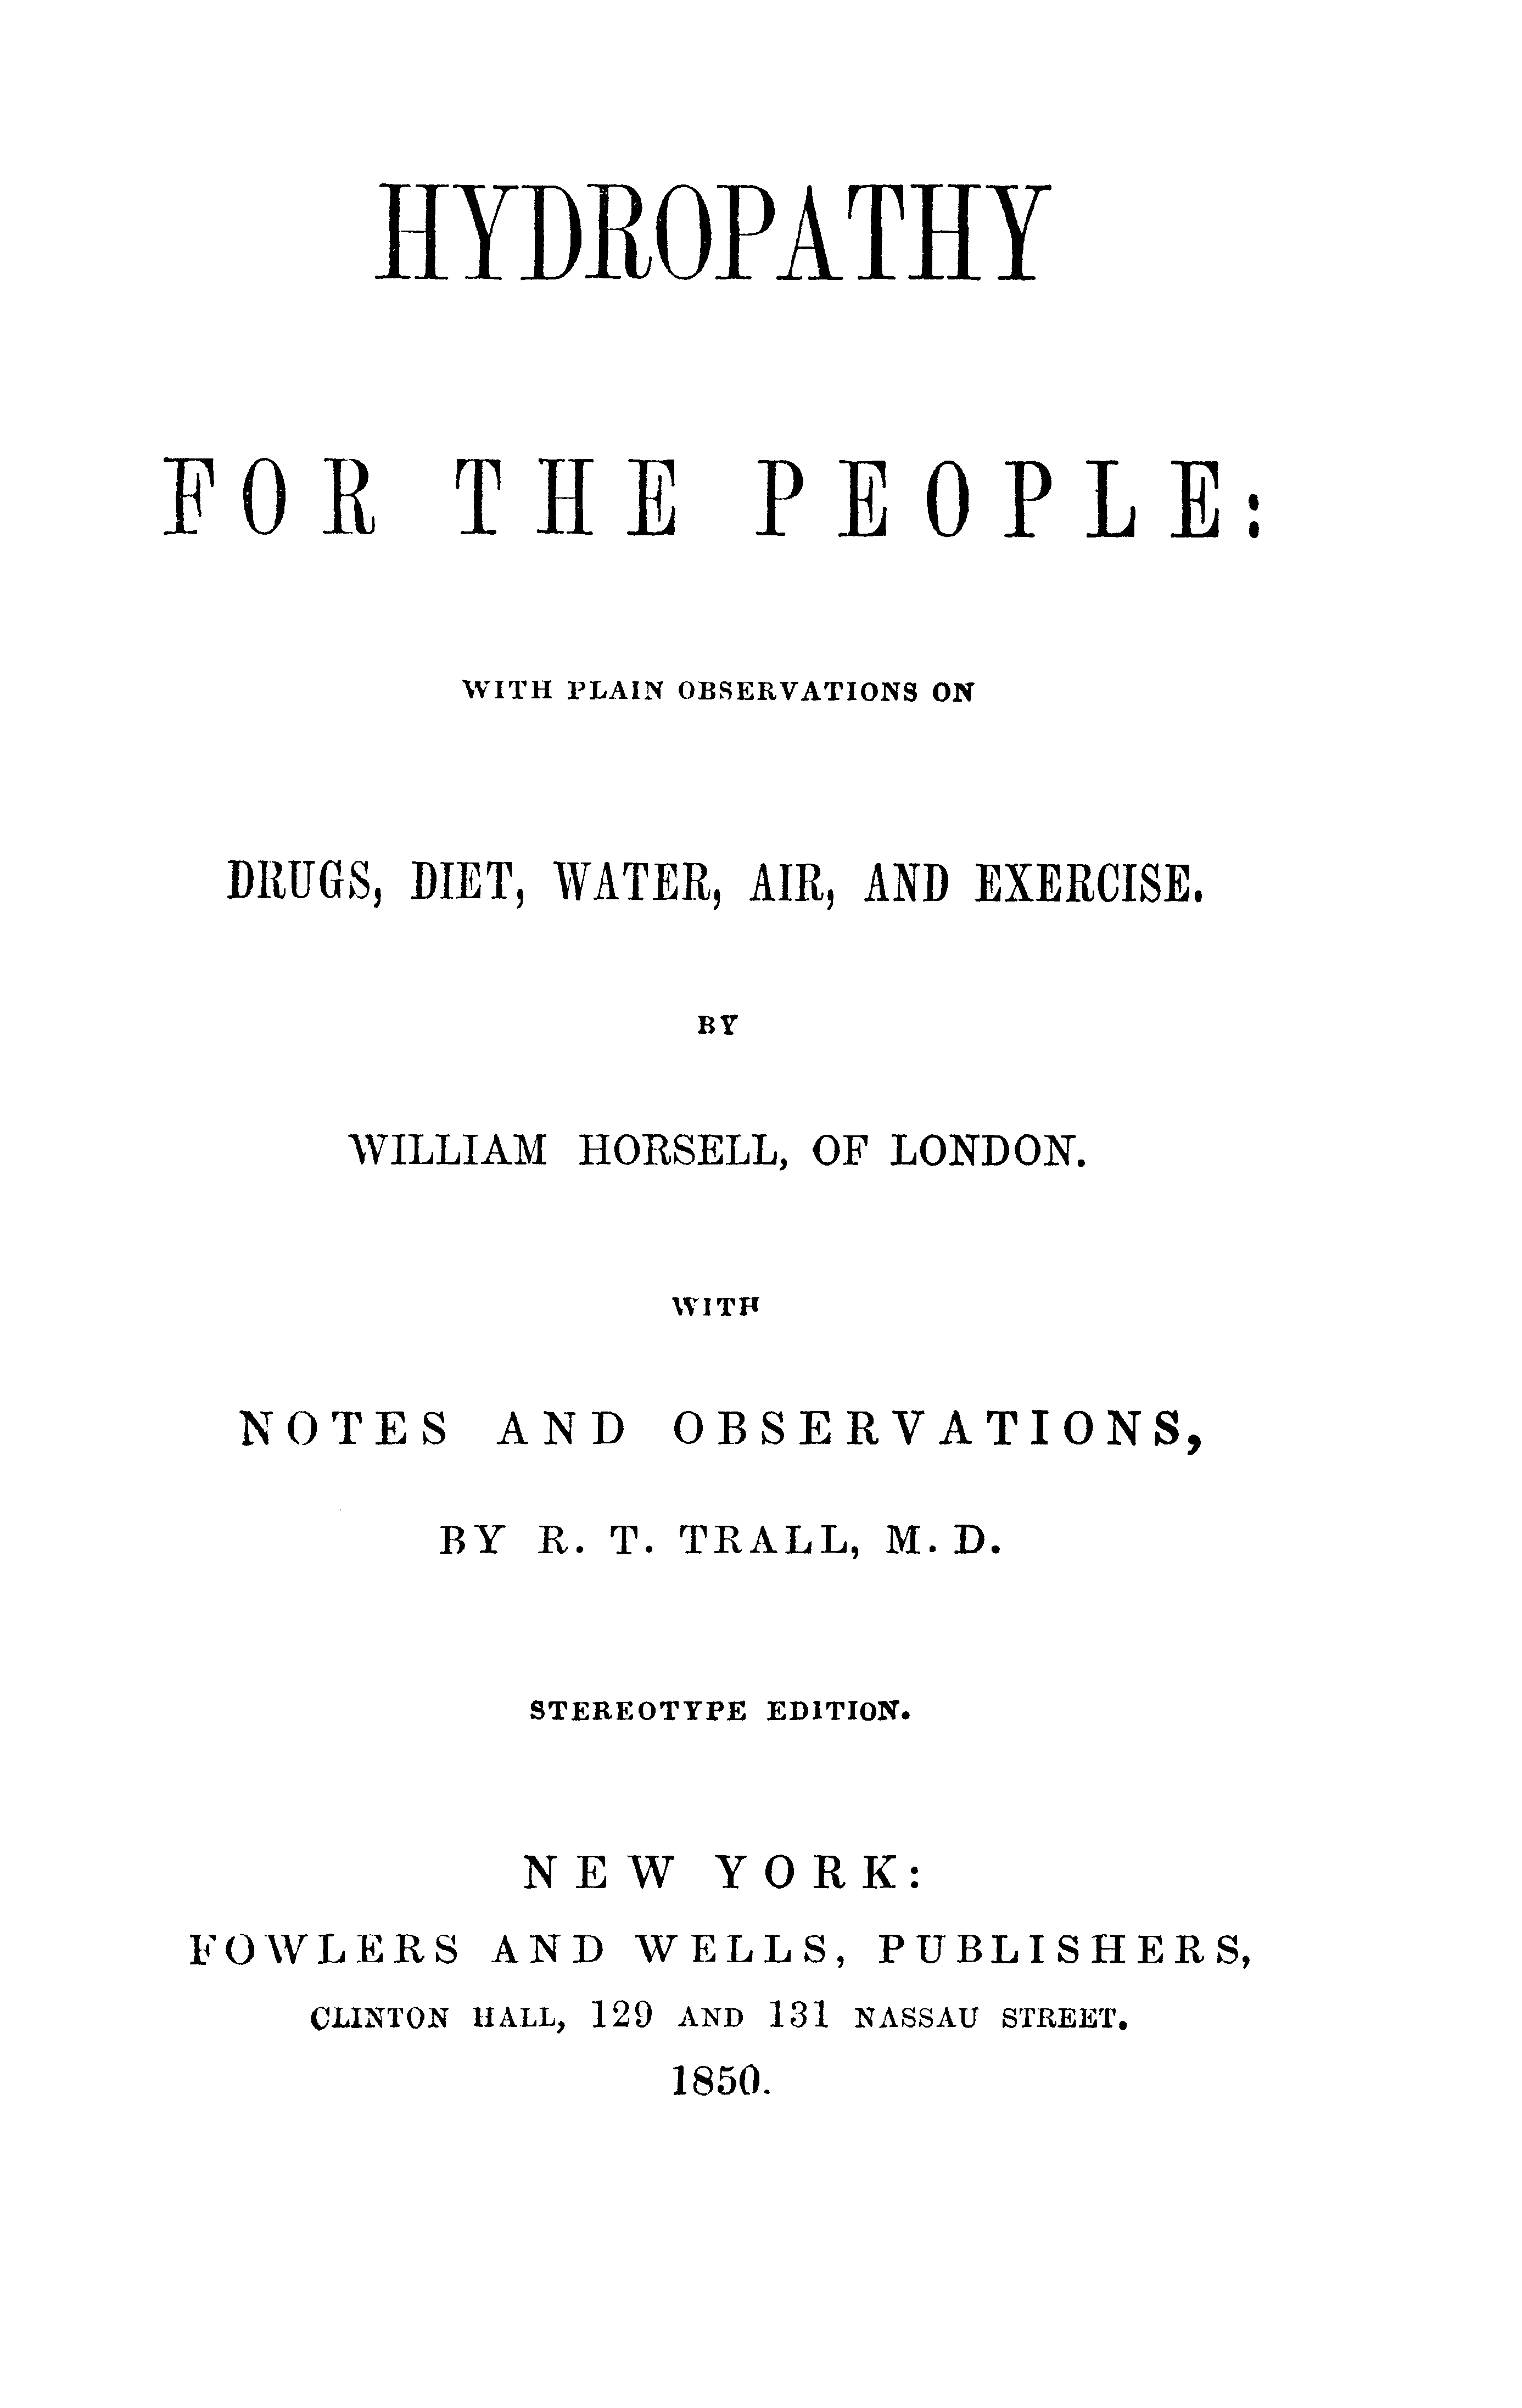 HYDROPATHY
FOR THE PEOPLE:
WITH PLAIN OBSERVATIONS ON
DRUGS, DIET, WATER, AIR, AND EXERCISE.
BY
WILLIAM HORSELL, OF LONDON.
WITH
NOTES AND OBSERVATIONS,
BY R. T. TRALL, M. D.
STEREOTYPE EDITION.
NEW YORK:
FOWLERS AND WELLS, PUBLISHERS,
CLINTON HALL, 129 AND 131 NASSAU STREET.
1850.